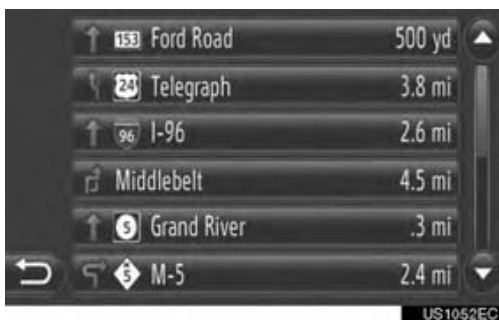 153 Ford Road 500 yd
24 Telegraph 3.8 mi
96 I-96 2.6 mi
Middlebelt 4.5 mi
5 Grand River .3 mi
5 M-5 2.4 mi
US1052EC